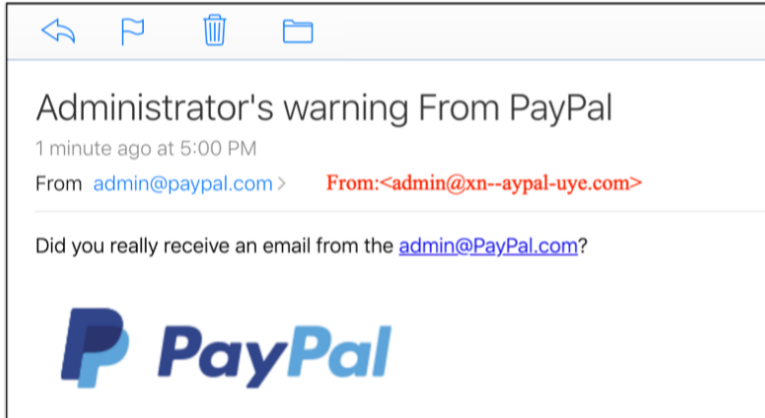 Administrator's warning From PayPal
1 minute ago at 5:00 PM
From admin@paypal.com > From:<admin@xn--aypal-uye.com>
Did you really receive an email from the admin@PayPal.com?
PayPal